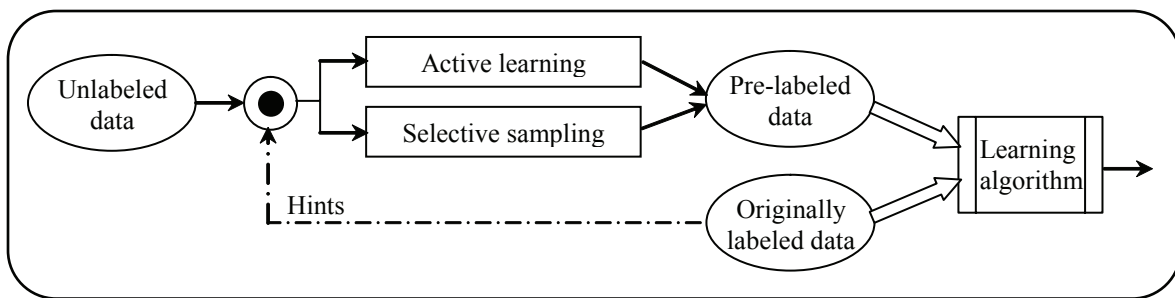 Unlabeled
data
Active learning
Selective sampling
Pre-labeled
data
Learning
algorithm
Hints
Originally
labeled data